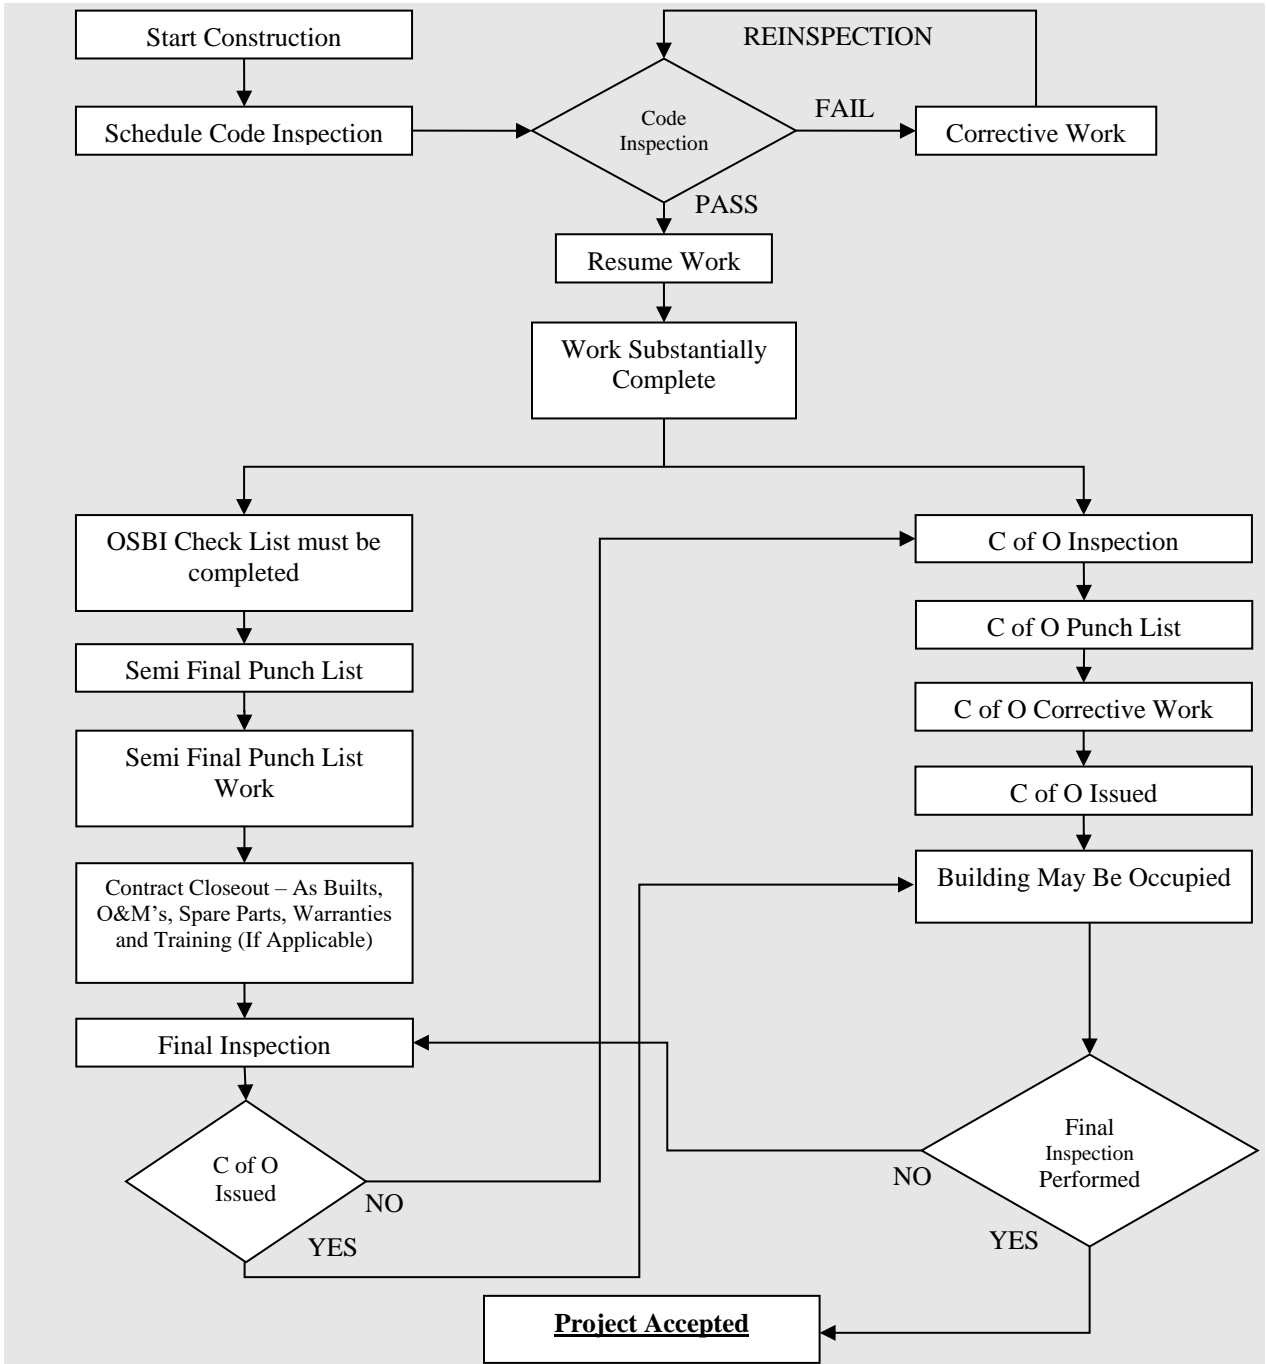 Start Construction
REINSPECTION
Schedule Code Inspection
Code
Inspection
FAIL
Corrective Work
PASS
Resume Work
Work Substantially
Complete
OSBI Check List must be
completed
Semi Final Punch List
Semi Final Punch List
Work
Contract Closeout – As Builts,
O&M’s, Spare Parts, Warranties
and Training (If Applicable)
Final Inspection
C of O
Issued
NO
YES
C of O Inspection
C of O Punch List
C of O Corrective Work
C of O Issued
Building May Be Occupied
Final
Inspection
Performed
NO
YES
Project Accepted